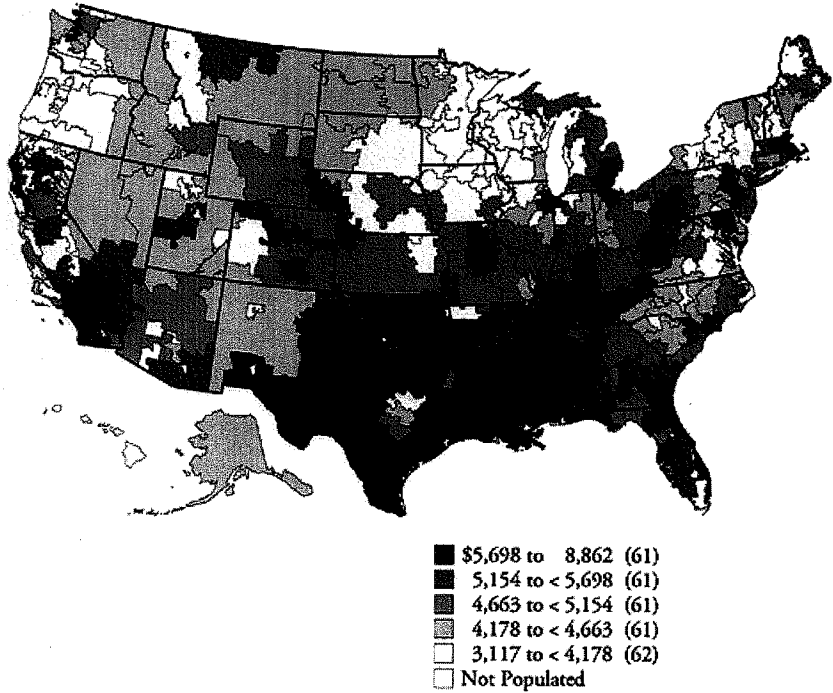 $5,698 to 8,862 (61)
5,154 to < 5,698 (61)
4,663 to < 5,154 (61)
4,178 to < 4,663 (61)
3,117 to < 4,178 (62)
Not Populated